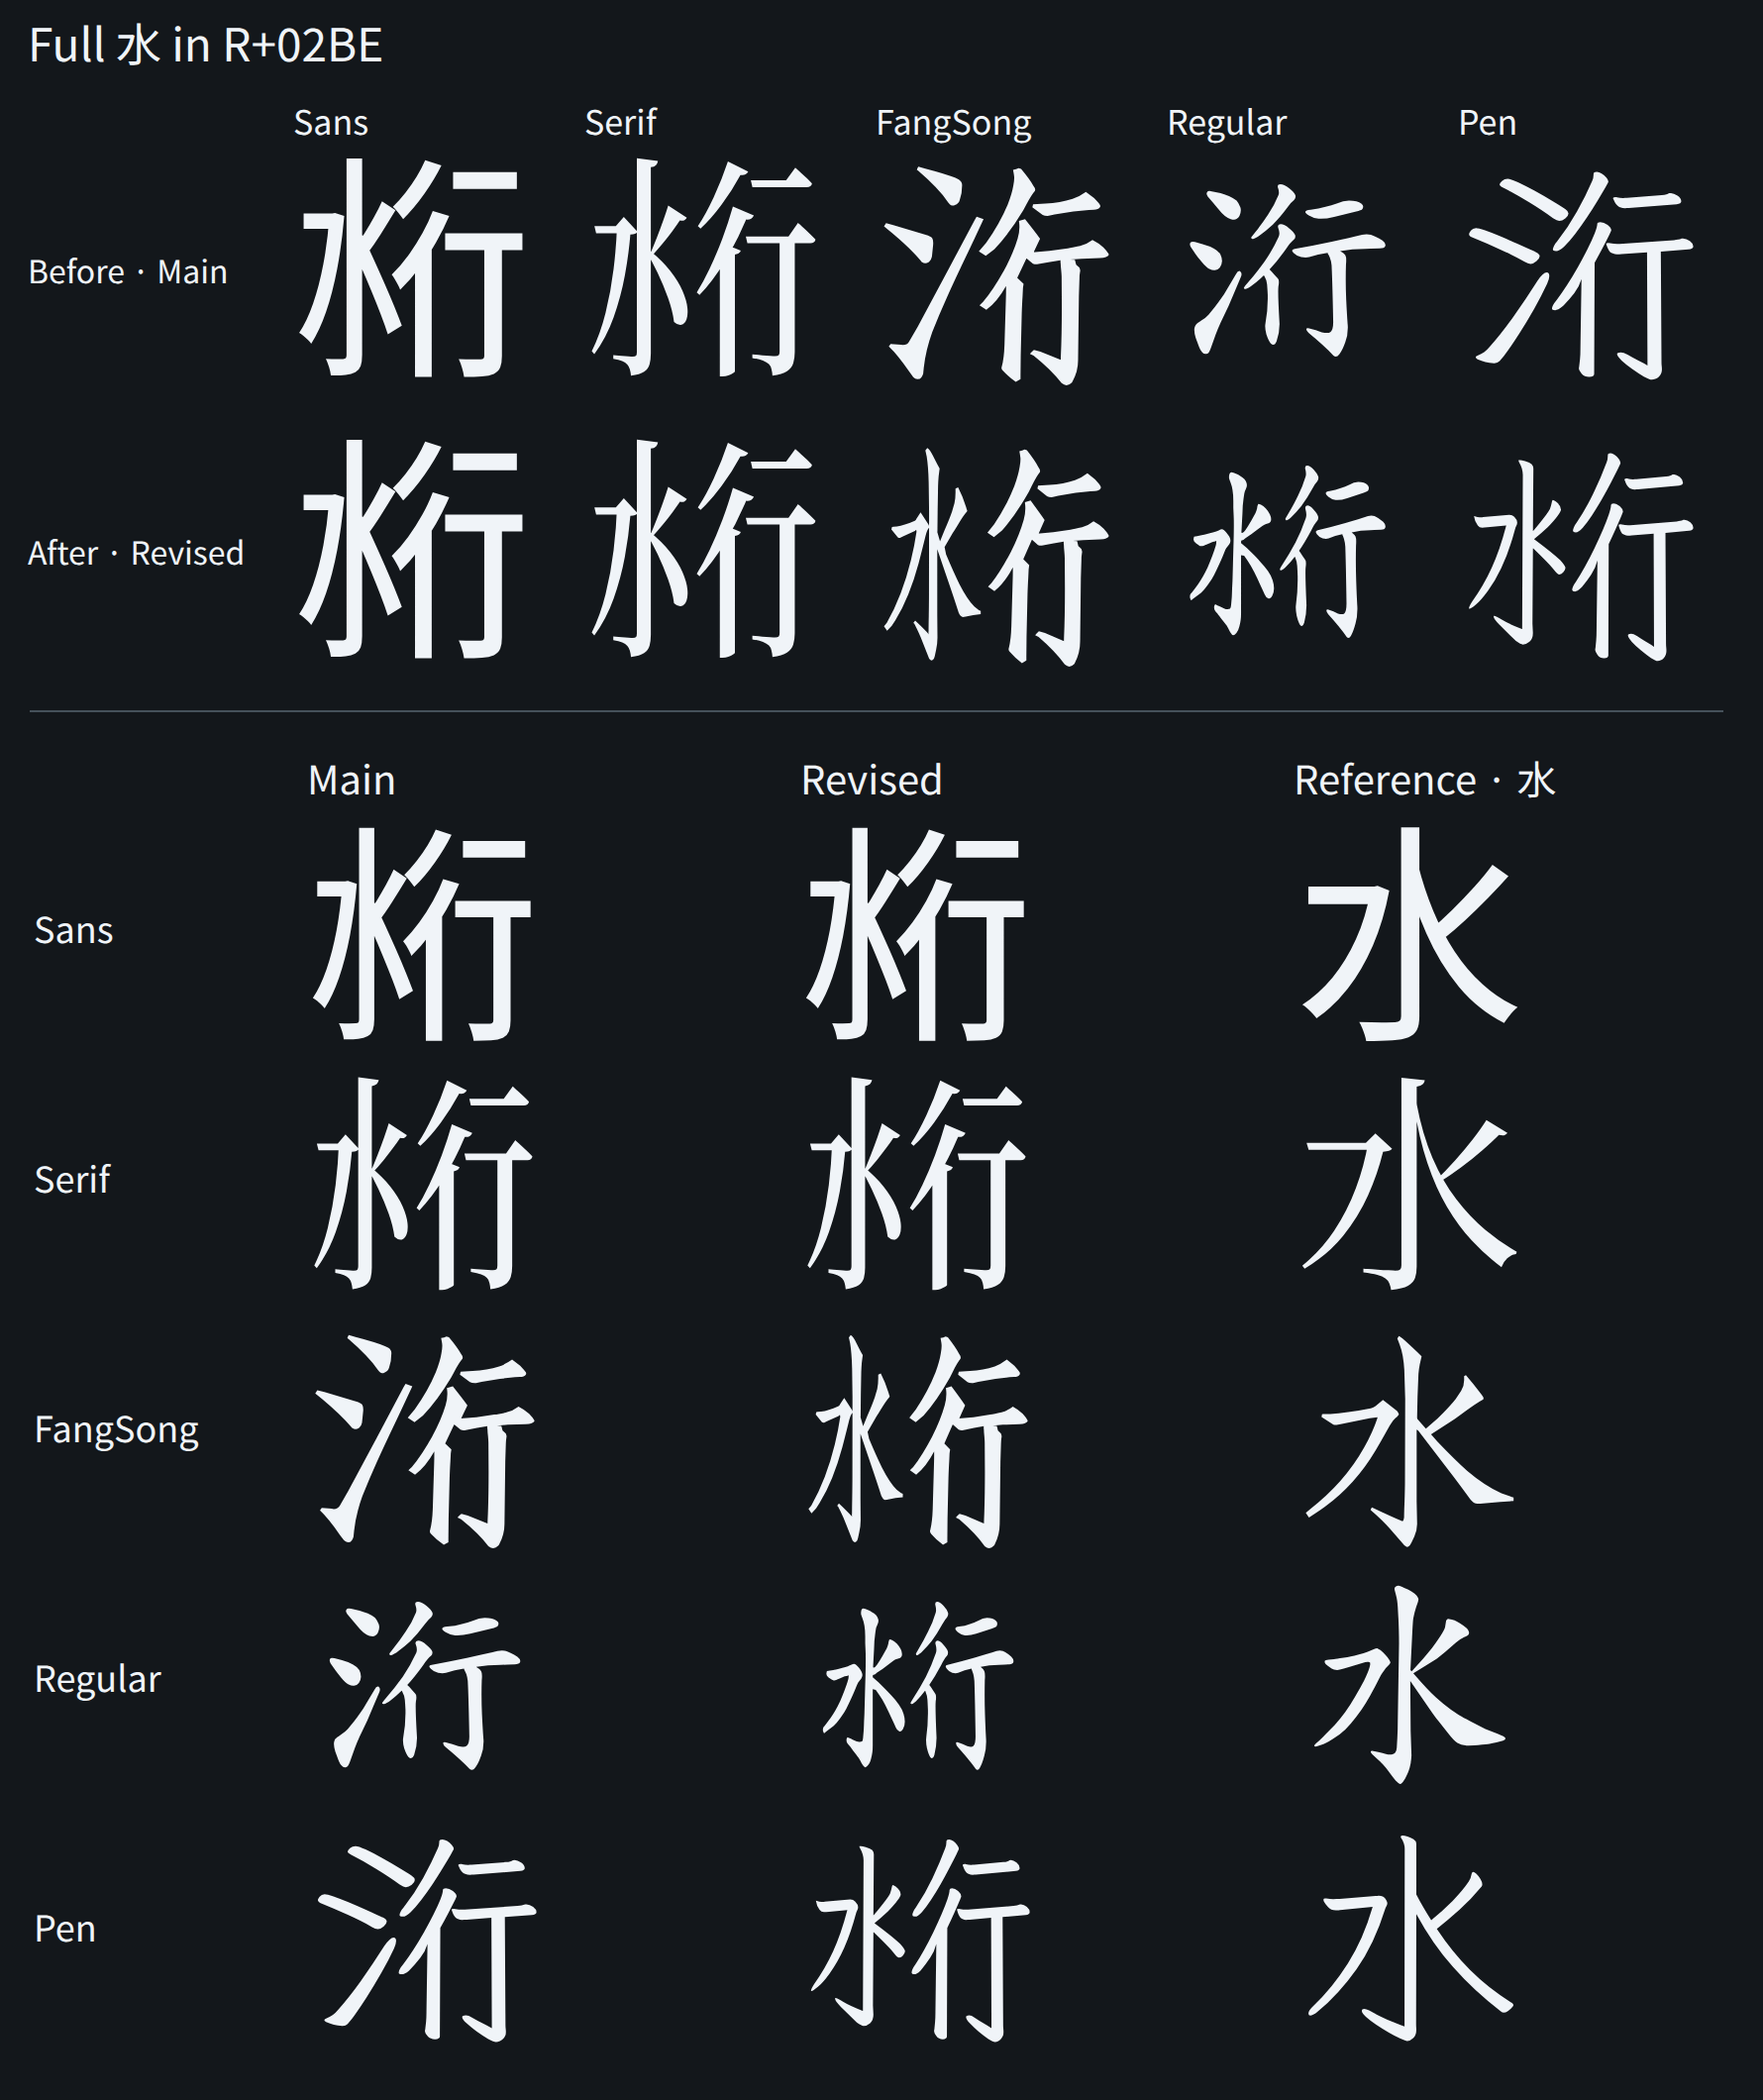 Full 水 in R+02BE
Sans Serif FangSong Regular Pen
Before · Main 洐 洐 洐
After · Revised
Main Revised Reference · 水
Sans 水
Serif 水
FangSong 洐 水
Regular 洐 水
Pen 洐 水